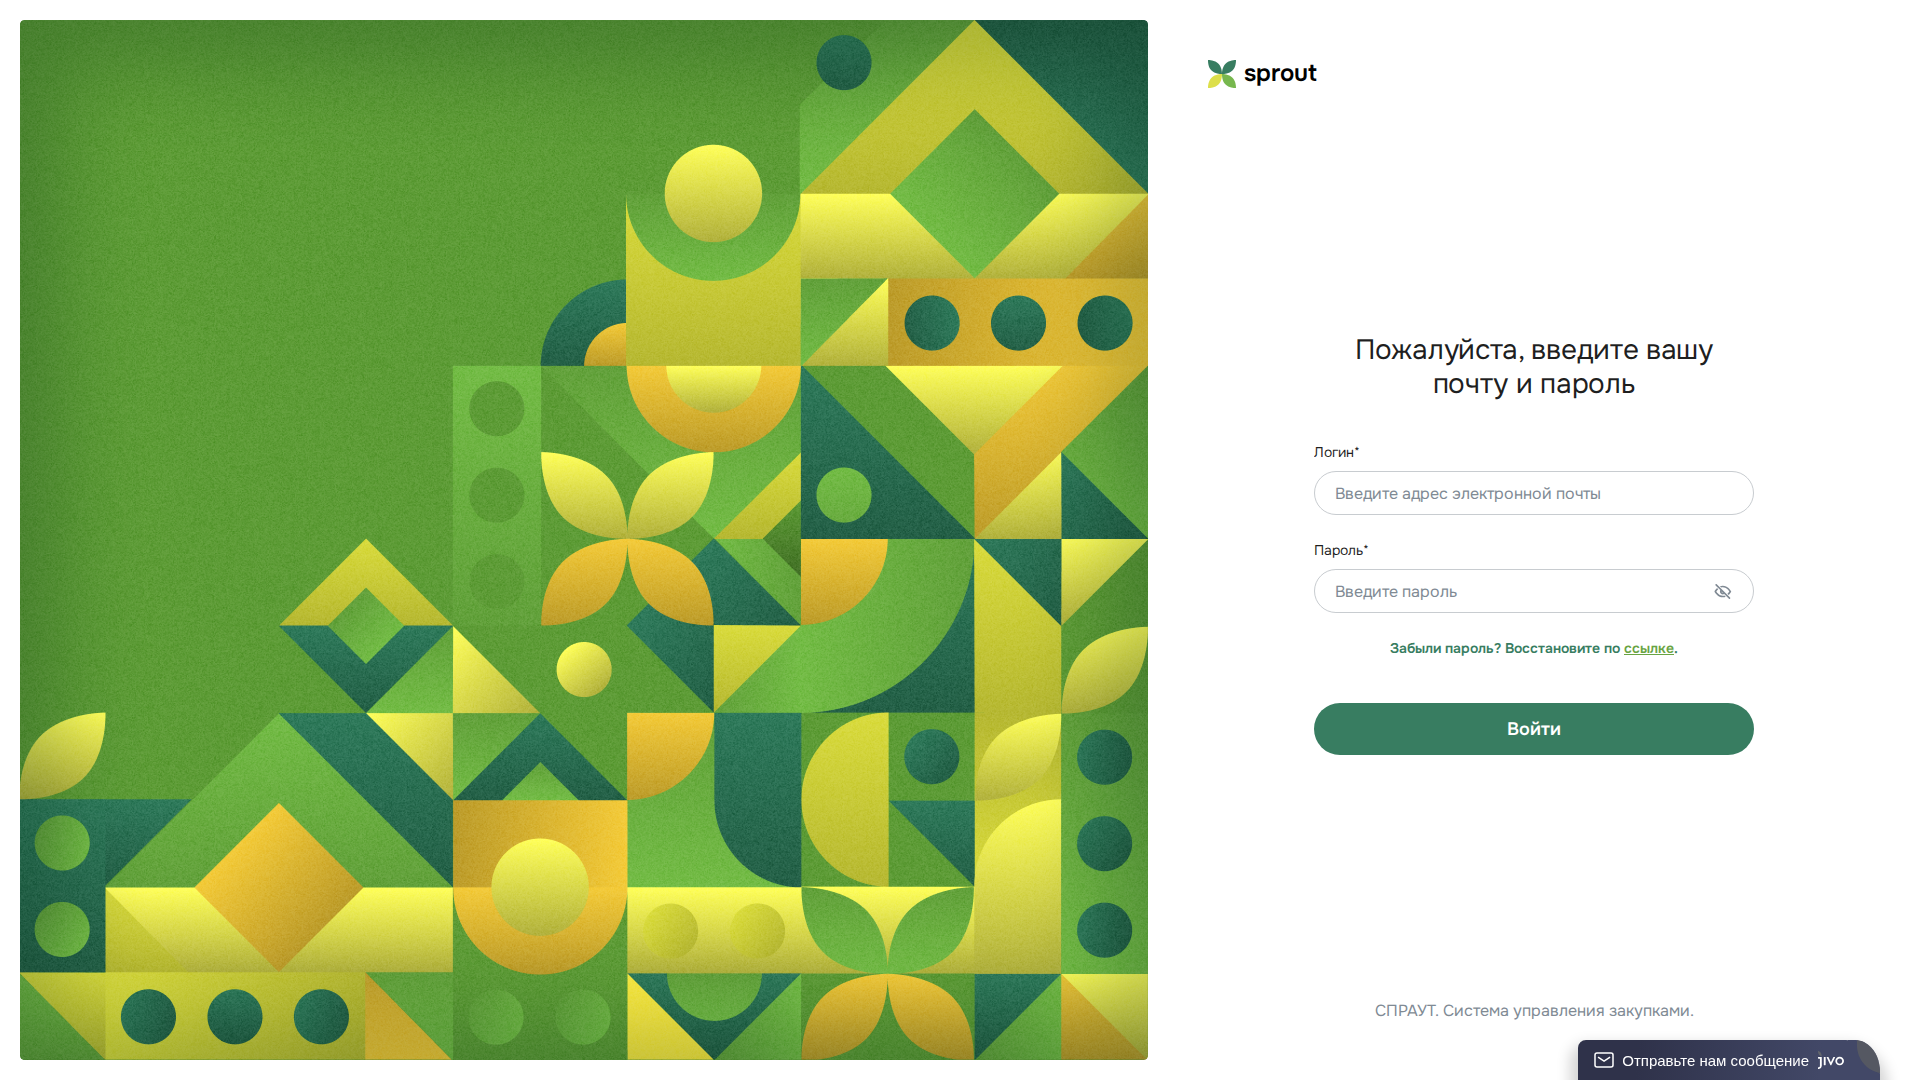 sprout
Пожалуйста, введите вашу
почту и пароль
Логин*
Введите адрес электронной почты
Пароль*
Введите пароль
Забыли пароль? Восстановите по ссылке.
Войти
СПРАУТ. Система управления закупками.
Отправьте нам сообщение jivo